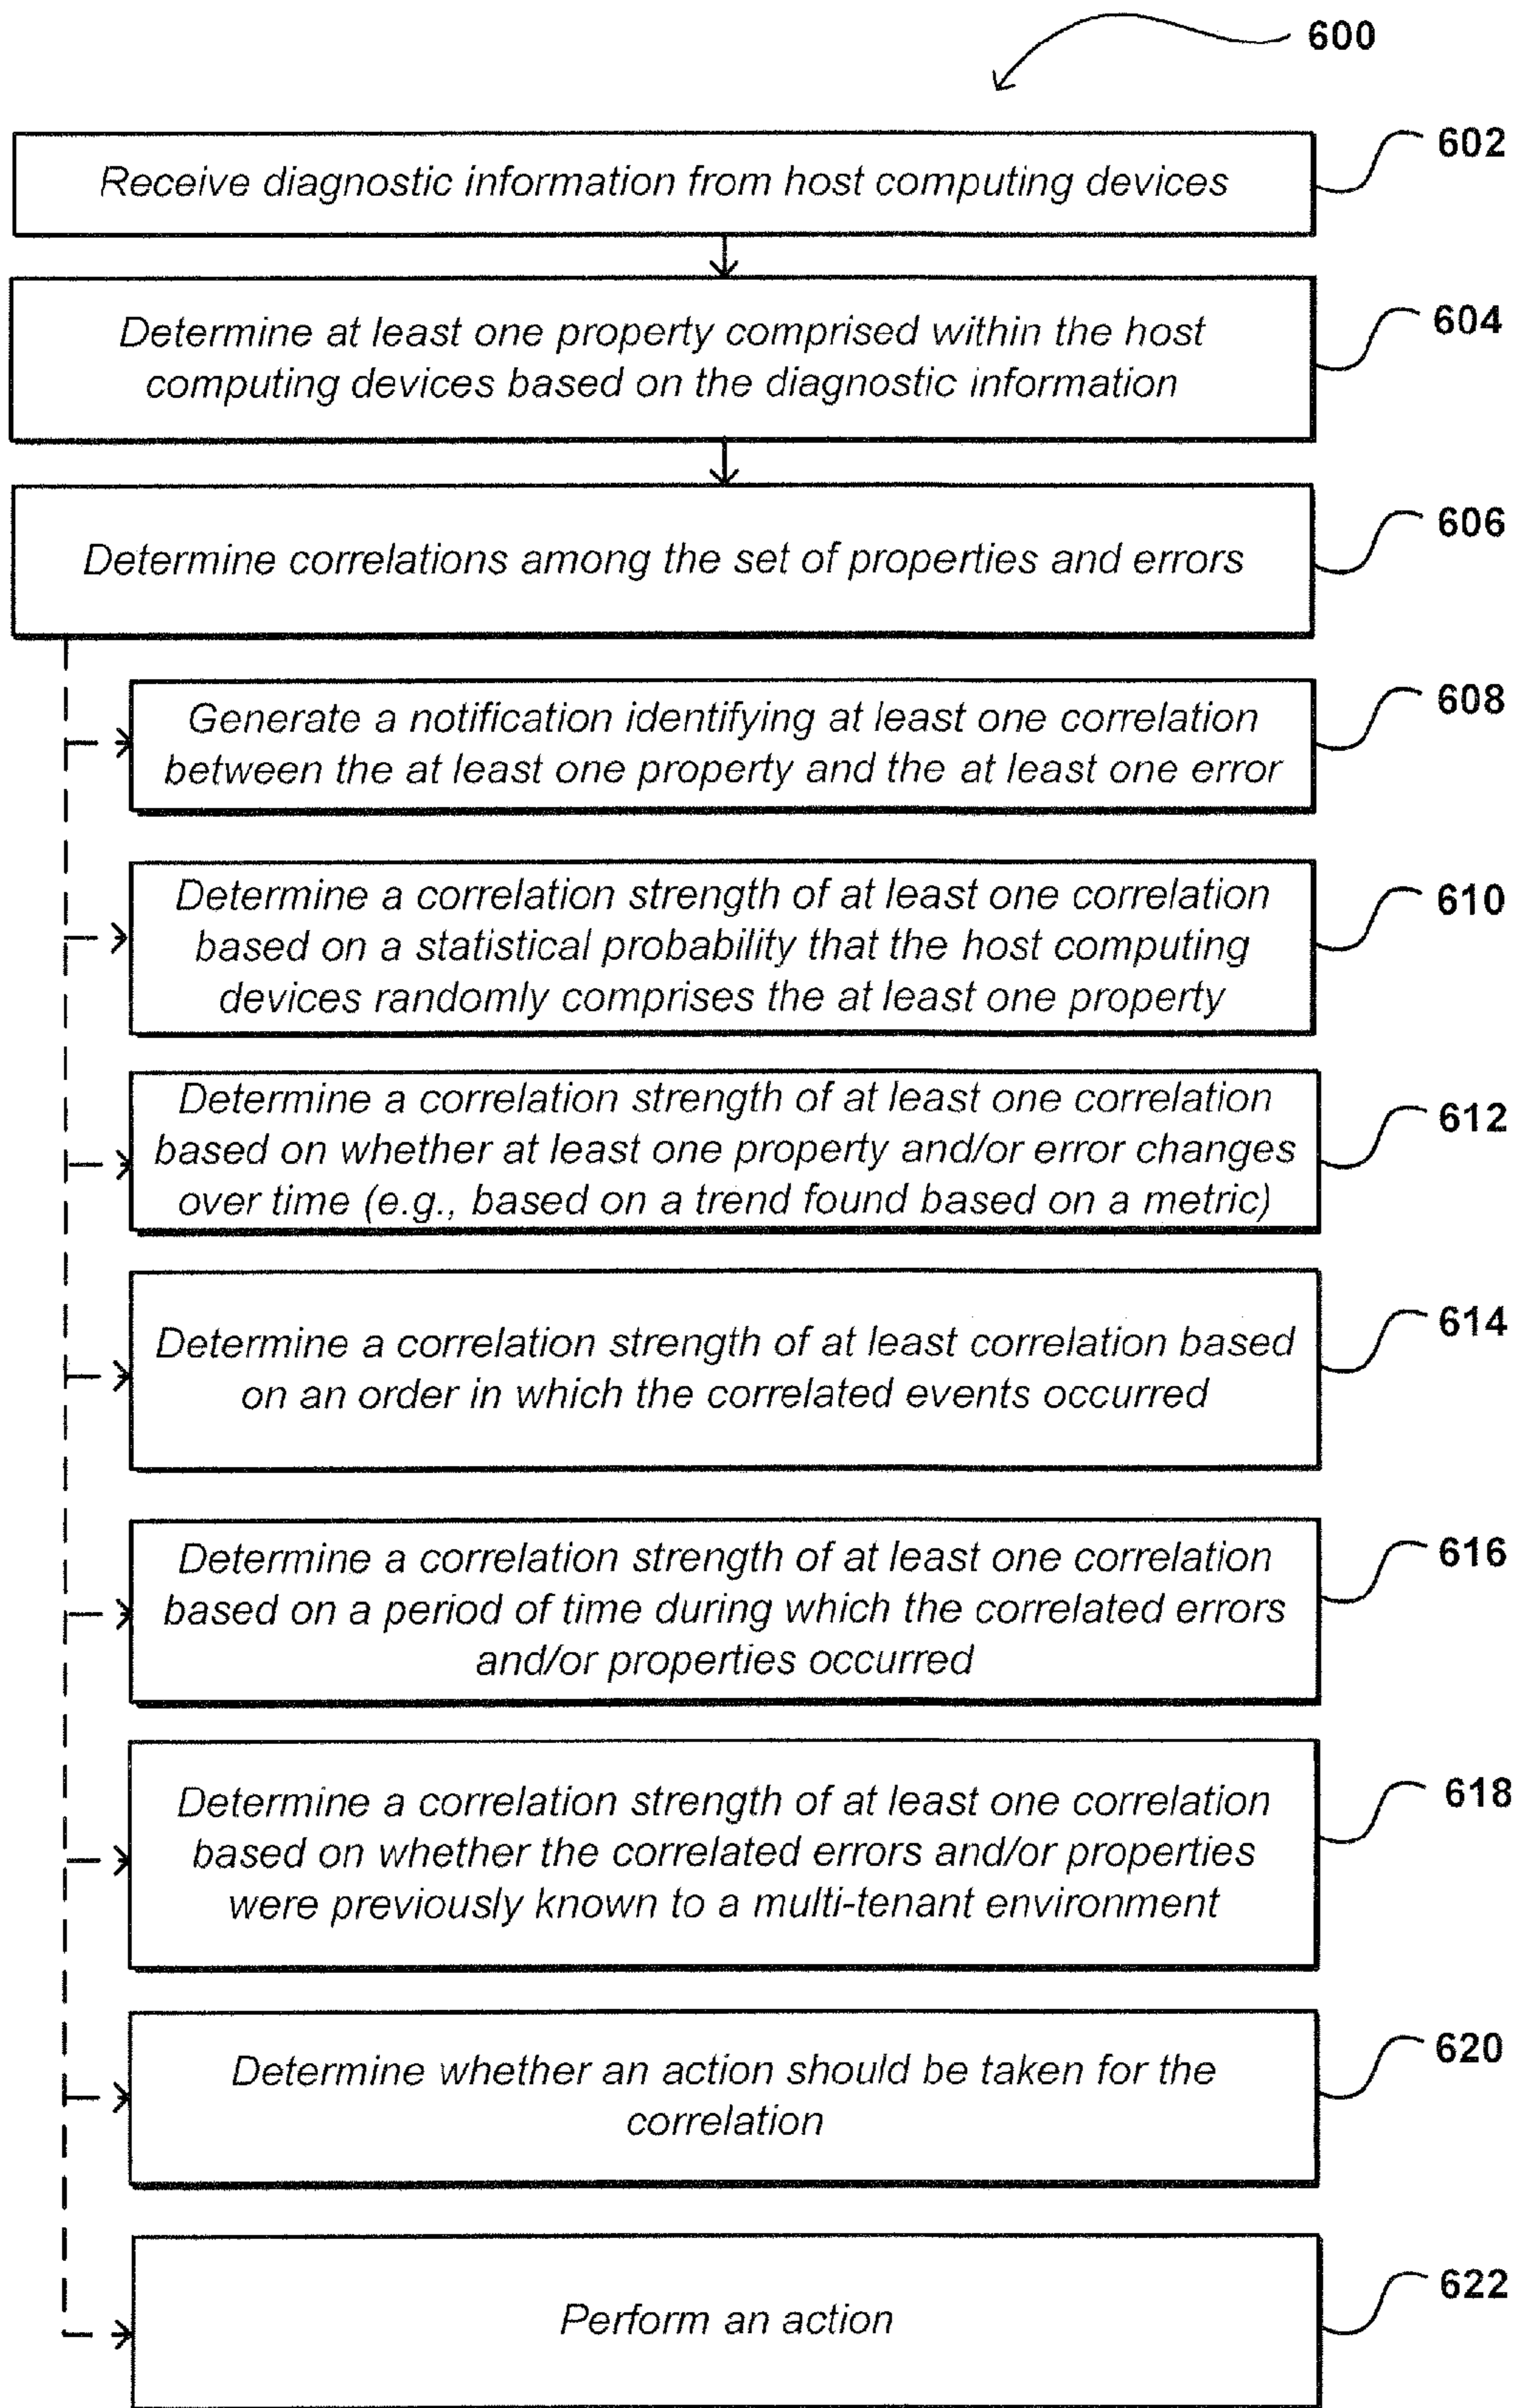 600
602
Receive diagnostic information from host computing devices
604
Determine at least one property comprised within the host
computing devices based on the diagnostic information
606
Determine correlations among the set of properties and errors
608
Generate a notification identifying at least one correlation
between the at least one property and the at least one error
610
Determine a correlation strength of at least one correlation
based on a statistical probability that the host computing
devices randomly comprises the at least one property
612
Determine a correlation strength of at least one correlation
based on whether at least one property and/or error changes
over time (e.g., based on a trend found based on a metric)
614
Determine a correlation strength of at least correlation based
on an order in which the correlated events occurred
616
Determine a correlation strength of at least one correlation
based on a period of time during which the correlated errors
and/or properties occurred
618
Determine a correlation strength of at least one correlation
based on whether the correlated errors and/or properties
were previously known to a multi-tenant environment
620
Determine whether an action should be taken for the
correlation
622
Perform an action